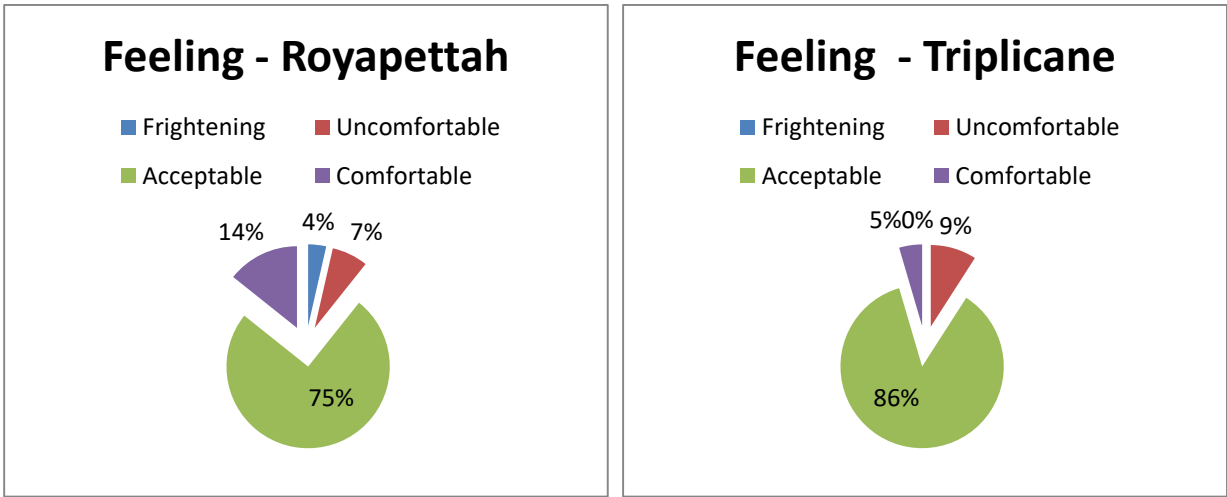 Feeling - Royapettah
Frightening Uncomfortable
Acceptable Comfortable
14% 4% 7%
75%
Feeling - Triplicane
Frightening Uncomfortable
Acceptable Comfortable
5% 0% 9%
86%